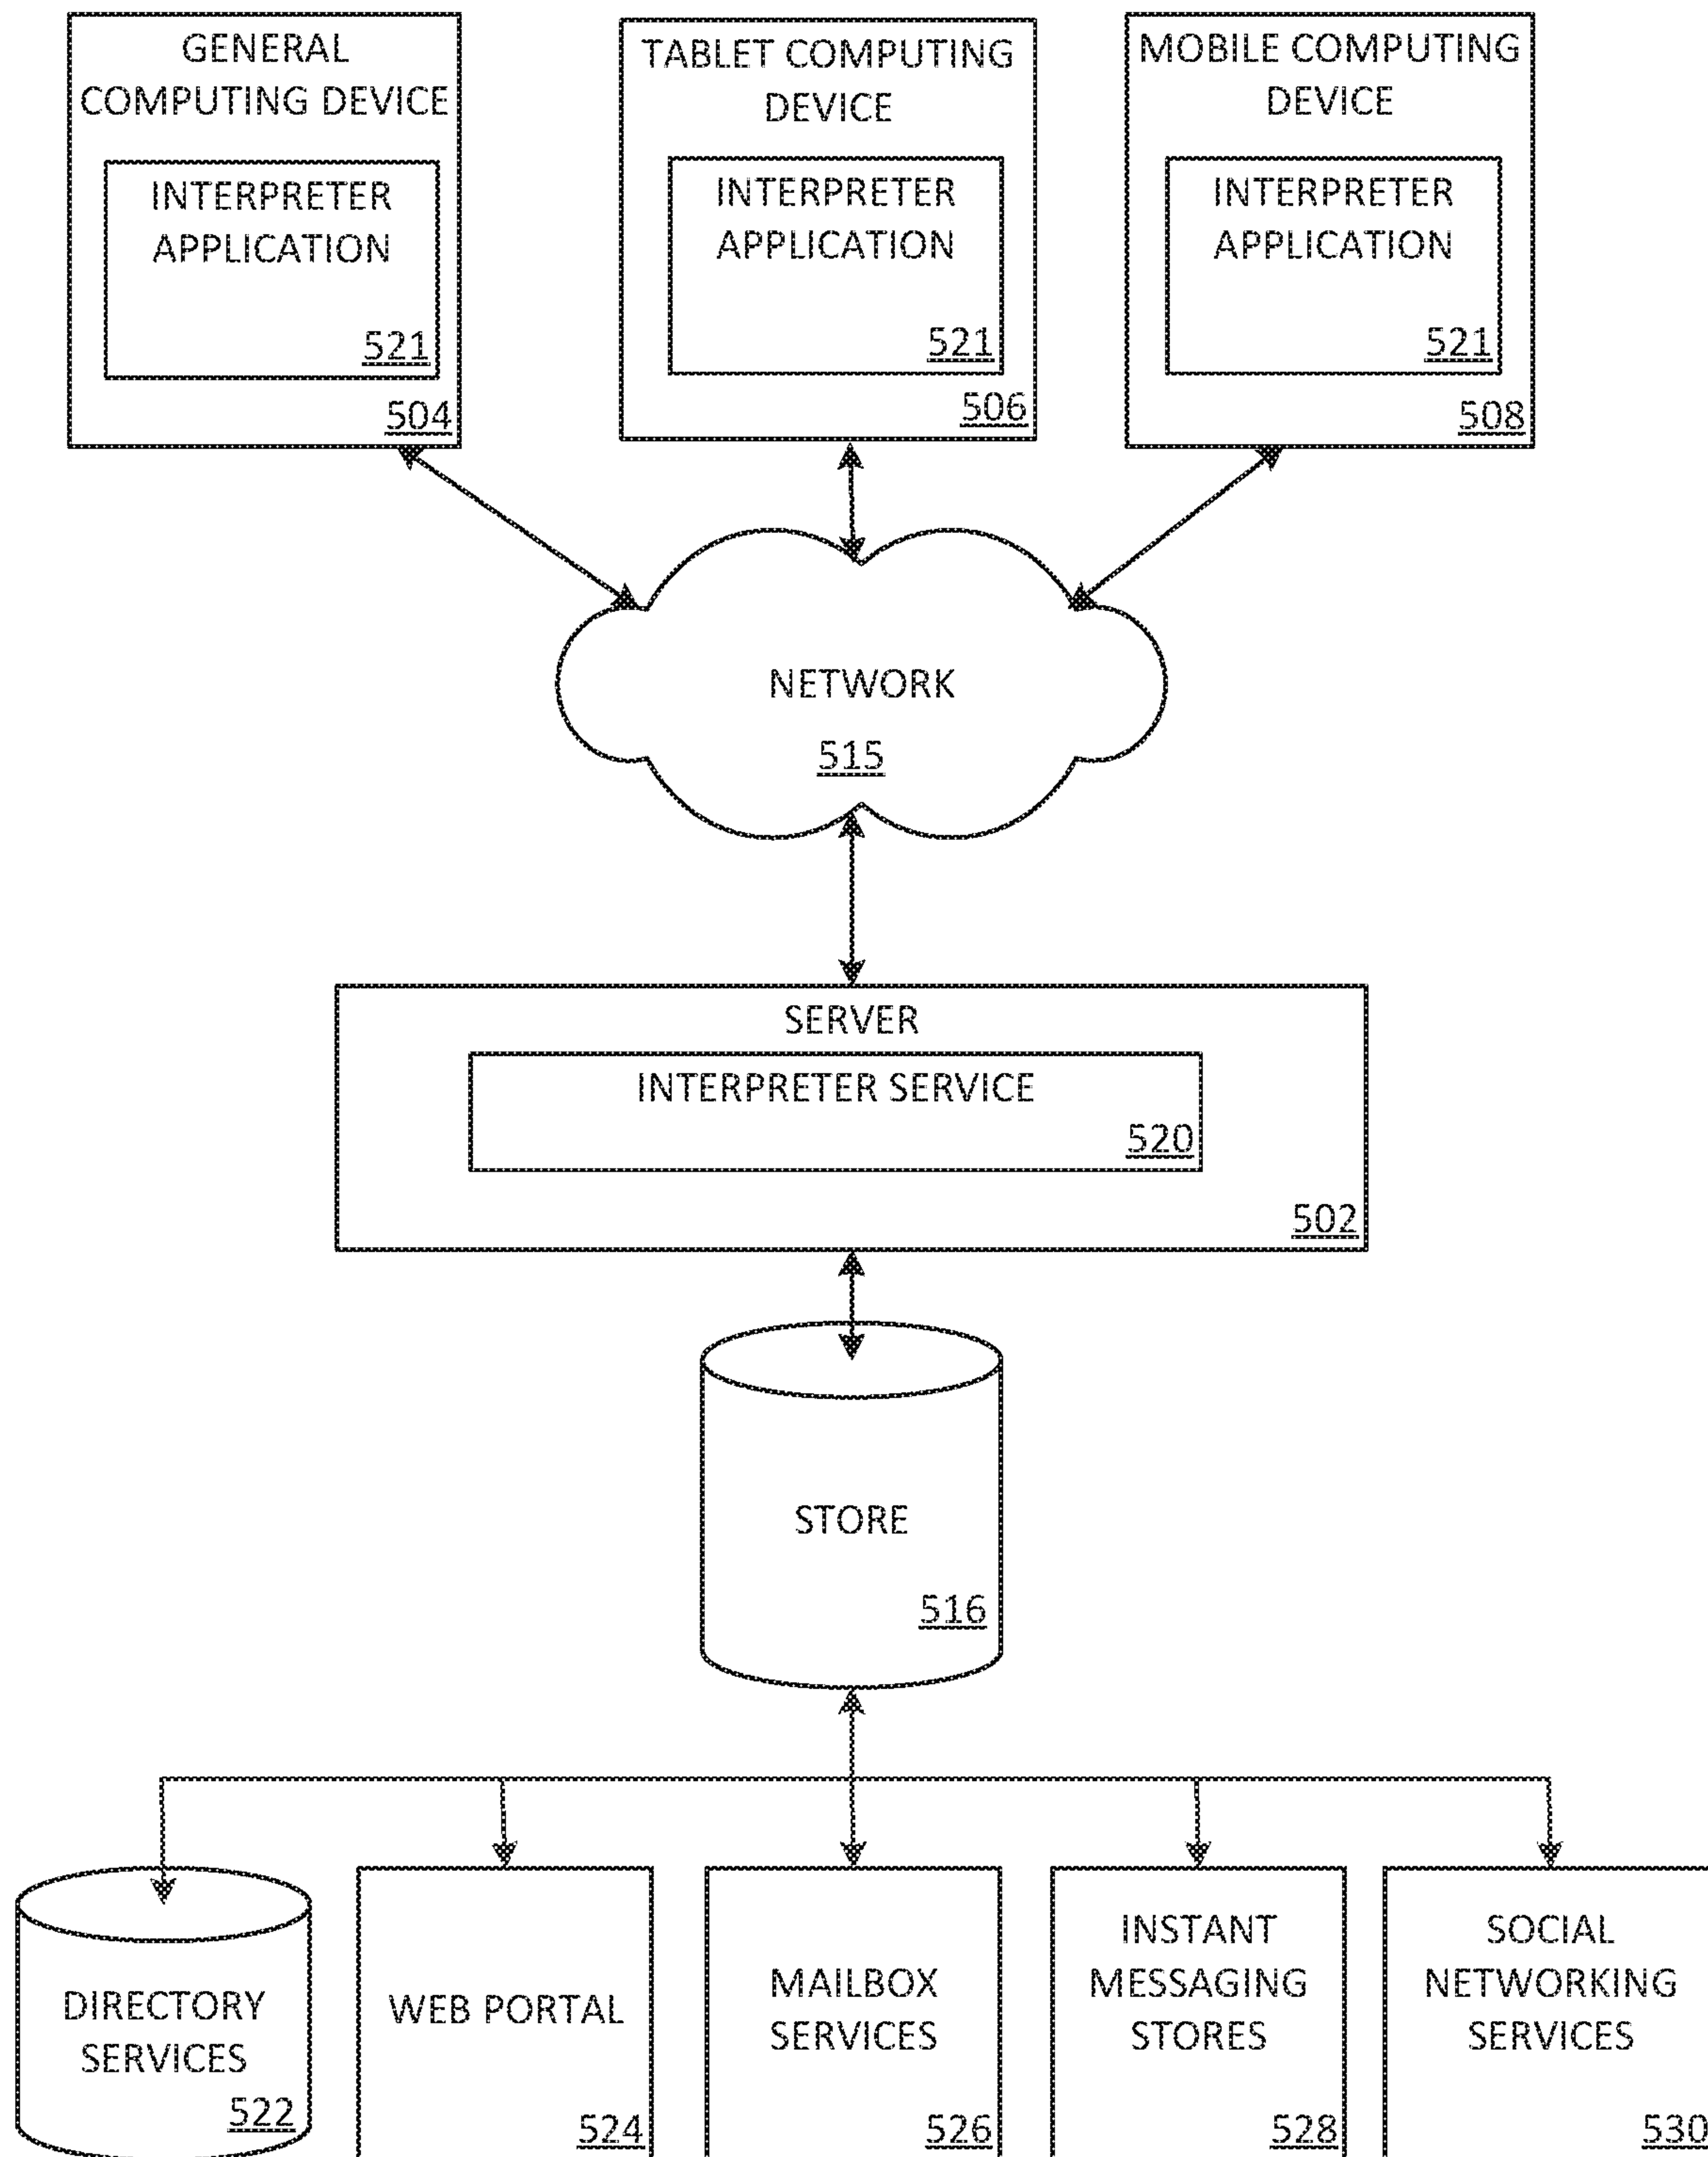 GENERAL
COMPUTING DEVICE
INTERPRETER
APPLICATION
521
504
TABLET COMPUTING
DEVICE
INTERPRETER
APPLICATION
521
506
MOBILE COMPUTING
DEVICE
INTERPRETER
APPLICATION
521
508
NETWORK
515
SERVER
INTERPRETER SERVICE
520
502
STORE
516
DIRECTORY
SERVICES
522
WEB PORTAL
524
MAILBOX
SERVICES
526
INSTANT
MESSAGING
STORES
528
SOCIAL
NETWORKING
SERVICES
530